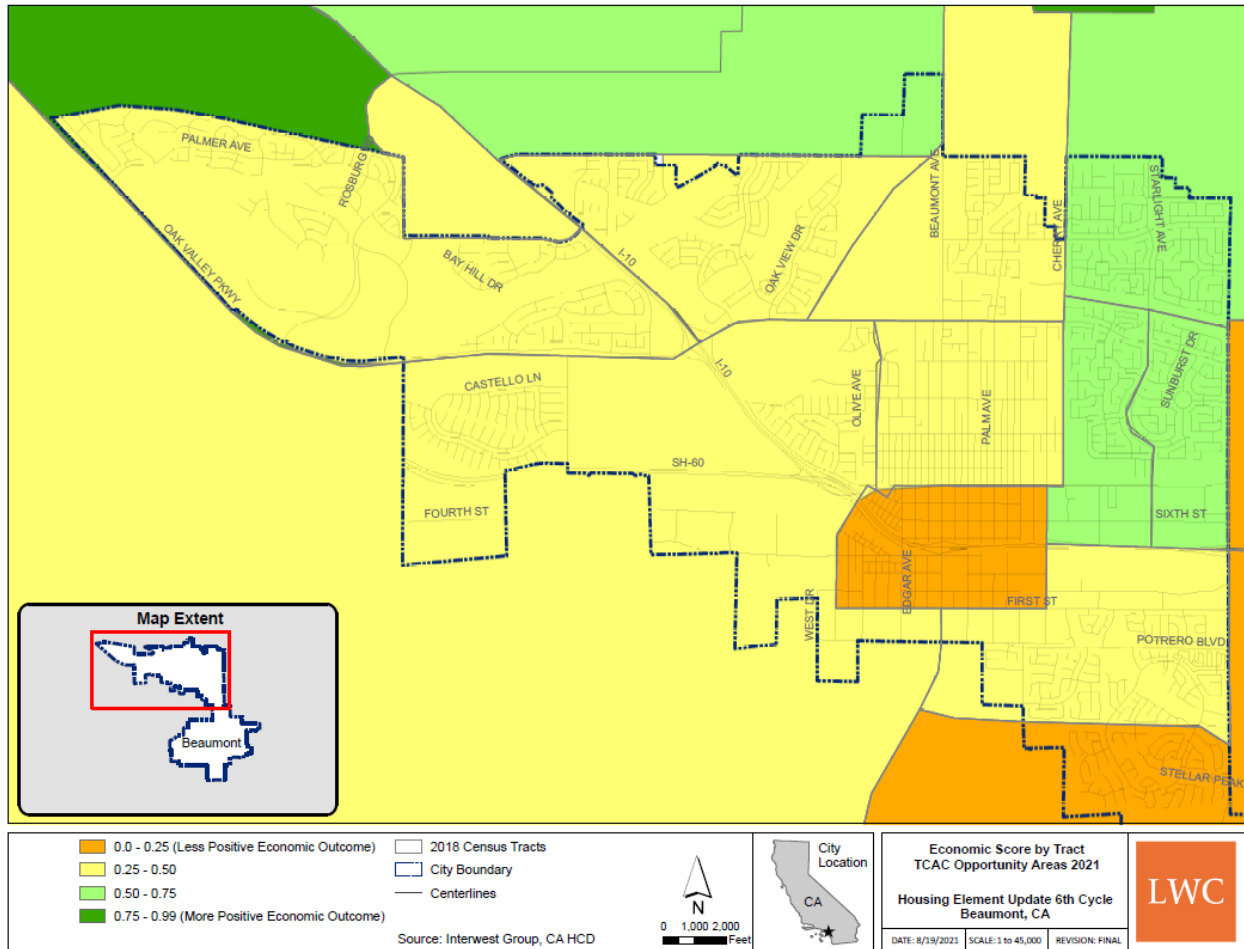 PALMER AVE
ROSBURG
OAK VALLEY PKWY
BAY HILL DR
I-10
OAK VIEW DR
BEAUMONT AVE
CHERRY AVE
STARLIGHT AVE
SUNBURST DR
CASTELLO LN
I-10
OLIVE AVE
PALM AVE
SH-60
FOURTH ST
SIXTH ST
EDGAR AVE
FIRST ST
WEST DR
POTRERO BLVD
STELLAR PEAK
Map Extent
Beaumont
0.0 - 0.25 (Less Positive Economic Outcome)
0.25 - 0.50
0.50 - 0.75
0.75 - 0.99 (More Positive Economic Outcome)
2018 Census Tracts
City Boundary
Centerlines
Source: Interwest Group, CA HCD
N
0 1,000 2,000
Feet
City
Location
CA
Economic Score by Tract
TCAC Opportunity Areas 2021
Housing Element Update 6th Cycle
Beaumont, CA
DATE: 8/19/2021 SCALE: 1 to 45,000 REVISION: FINAL
LWC